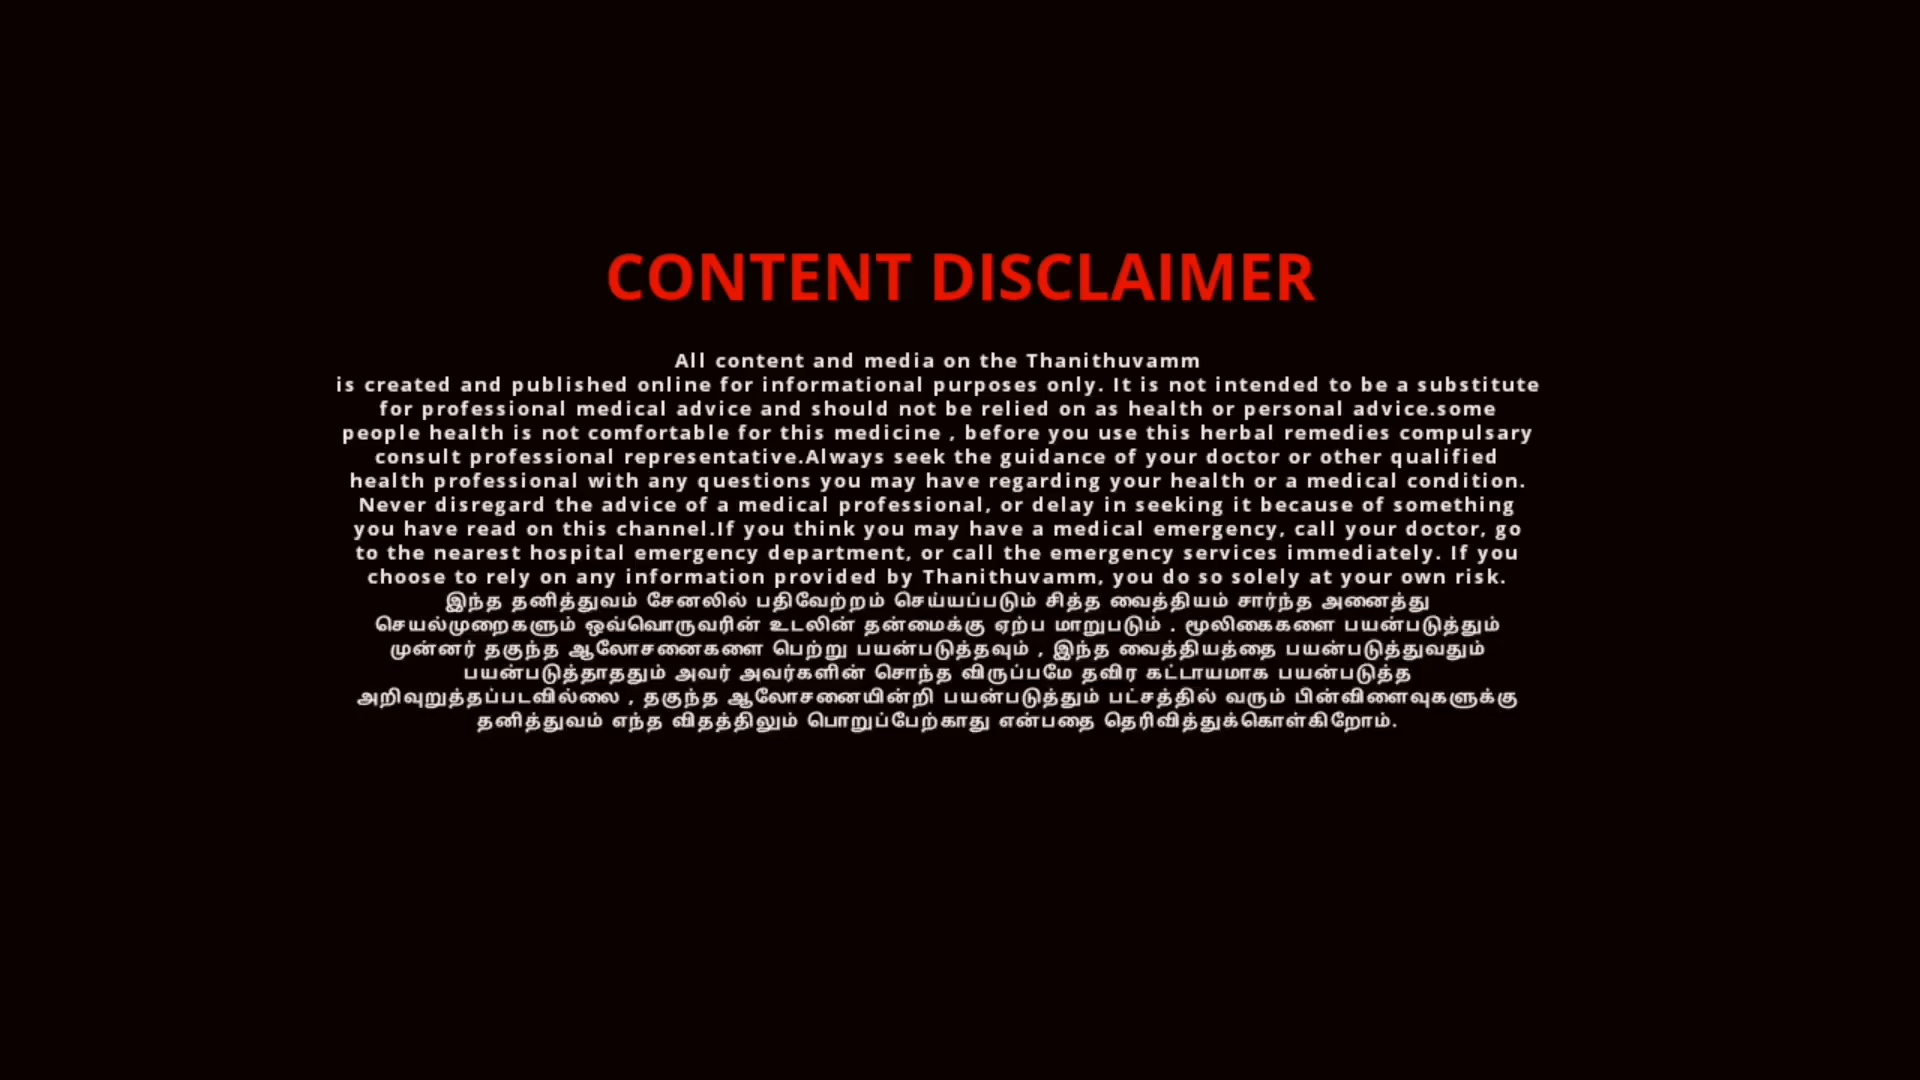 CONTENT DISCLAIMER
All content and media on the Thanithuvamm
is created and published online for informational purposes only. It is not intended to be a substitute
for professional medical advice and should not be relied on as health or personal advice.some
people health is not comfortable for this medicine , before you use this herbal remedies compulsary
consult professional representative.Always seek the guidance of your doctor or other qualified
health professional with any questions you may have regarding your health or a medical condition.
Never disregard the advice of a medical professional, or delay in seeking it because of something
you have read on this channel.If you think you may have a medical emergency, call your doctor, go
to the nearest hospital emergency department, or call the emergency services immediately. If you
choose to rely on any information provided by Thanithuvamm, you do so solely at your own risk.
இந்த தனித்துவம் சேனலில் பதிவேற்றம் செய்யப்படும் சித்த வைத்தியம் சார்ந்த அனைத்து
செயல்முறைகளும் ஒவ்வொருவரின் உடலின் தன்மைக்கு ஏற்ப மாறுபடும் . மூலிகைகளை பயன்படுத்தும்
முன்னர் தகுந்த ஆலோசனைகளை பெற்று பயன்படுத்தவும் , இந்த வைத்தியத்தை பயன்படுத்துவதும்
பயன்படுத்தாததும் அவர் அவர்களின் சொந்த விருப்பமே தவிர கட்டாயமாக பயன்படுத்த
அறிவுறுத்தப்படவில்லை , தகுந்த ஆலோசனையின்றி பயன்படுத்தும் பட்சத்தில் வரும் பின்விளைவுகளுக்கு
தனித்துவம் எந்த விதத்திலும் பொறுப்பேற்காது என்பதை தெரிவித்துக்கொள்கிறோம்.